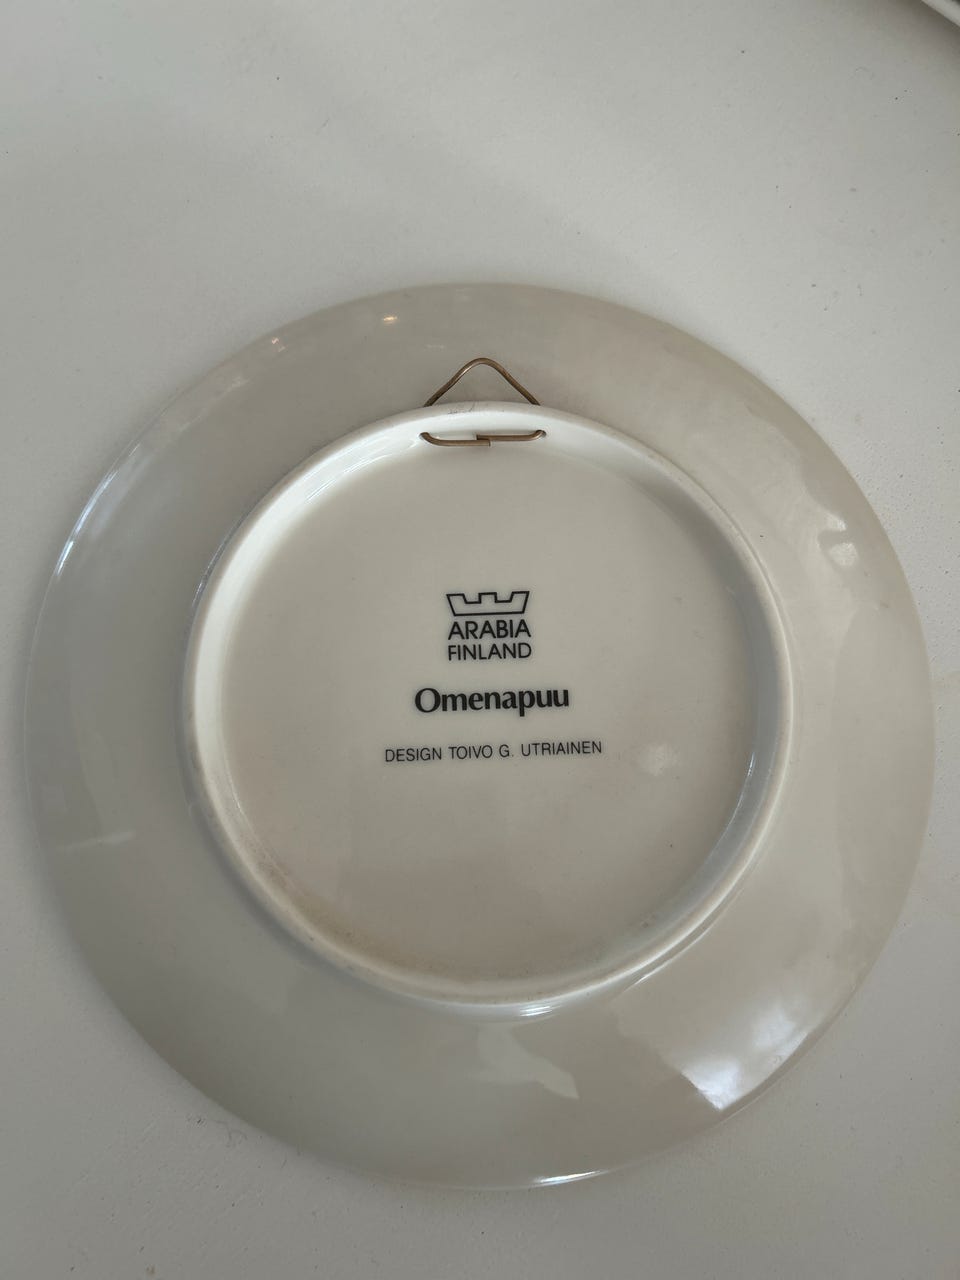 ARABIA
FINLAND
Omenapuu
DESIGN TOIVO G. UTRIAINEN